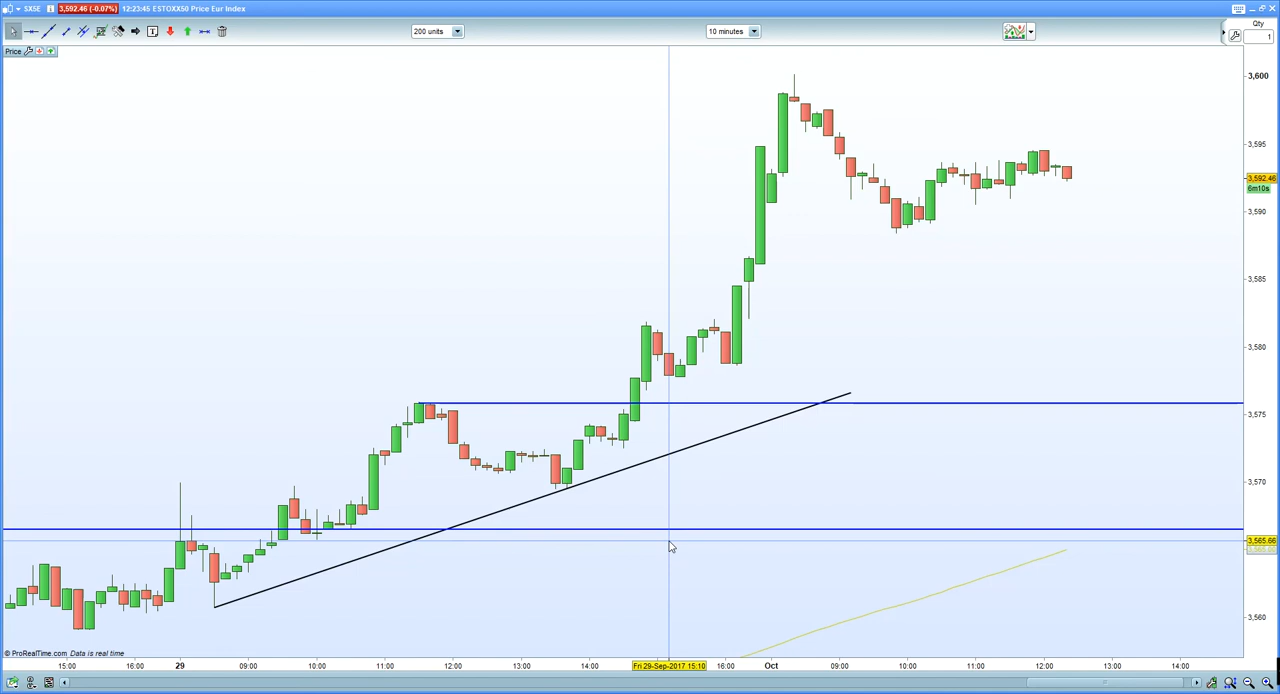 SX5E 3,592.46 (-0.07%) 12:23:45 ESTOXX50 Price Eur Index
200 units
10 minutes
Qty
1
Price
3,600
3,595
3,592.46
6m10s
3,590
3,585
3,580
3,575
3,570
3,565.66
3,560
© ProRealTime.com Data is real time
15:00 16:00 29 09:00 10:00 11:00 12:00 13:00 14:00 Fri 29-Sep-2017 15:10 16:00 Oct 09:00 10:00 11:00 12:00 13:00 14:00